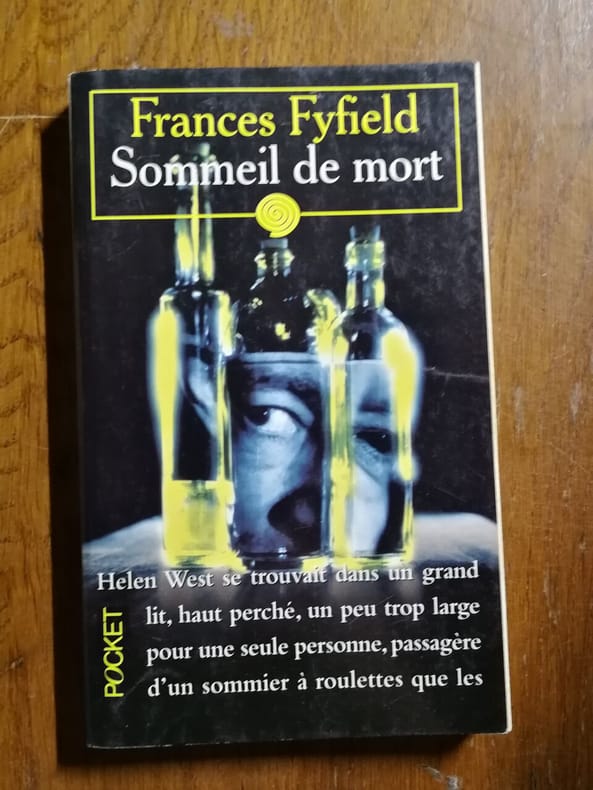 Frances Fyfield
Sommeil de mort
Helen West se trouvait dans un grand
lit, haut perché, un peu trop large
pour une seule personne, passagère
d'un sommier à roulettes que les
POCKET